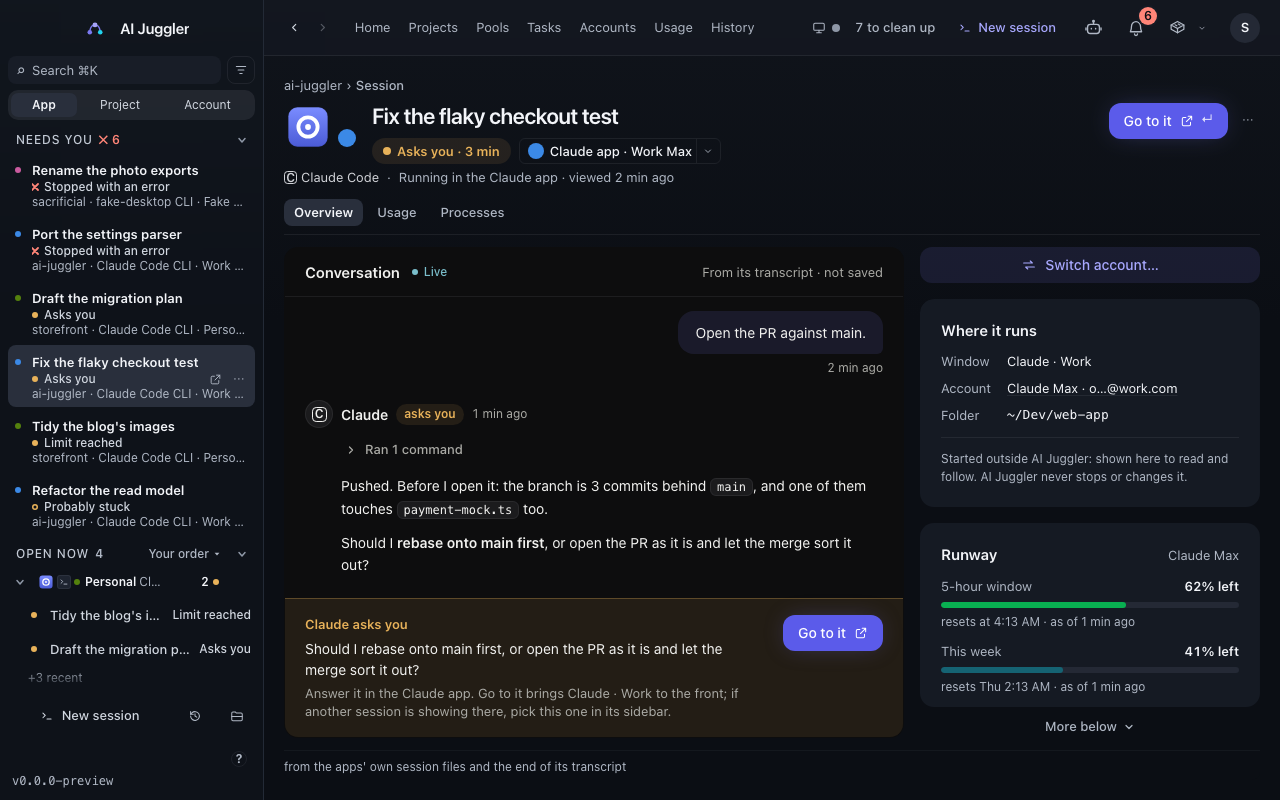 AI Juggler
Search ⌘K
App Project Account
NEEDS YOU 6
Rename the photo exports
Stopped with an error
sacrificial · fake-desktop CLI · Fake ...
Port the settings parser
Stopped with an error
ai-juggler · Claude Code CLI · Work ...
Draft the migration plan
Asks you
storefront · Claude Code CLI · Perso...
Fix the flaky checkout test
Asks you
ai-juggler · Claude Code CLI · Work ...
Tidy the blog's images
Limit reached
storefront · Claude Code CLI · Perso...
Refactor the read model
Probably stuck
ai-juggler · Claude Code CLI · Work ...
OPEN NOW 4 Your order
Personal Cl... 2
Tidy the blog's i... Limit reached
Draft the migration p... Asks you
+3 recent
New session
?
v0.0.0-preview
Home Projects Pools Tasks Accounts Usage History
7 to clean up
New session
6
S
ai-juggler › Session
Fix the flaky checkout test
Asks you · 3 min
Claude app · Work Max
Go to it
C Claude Code · Running in the Claude app · viewed 2 min ago
Overview Usage Processes
Conversation Live From its transcript · not saved
Open the PR against main.
2 min ago
C Claude asks you 1 min ago
Ran 1 command
Pushed. Before I open it: the branch is 3 commits behind main, and one of them
touches payment-mock.ts too.
Should I rebase onto main first, or open the PR as it is and let the merge sort it
out?
Claude asks you
Should I rebase onto main first, or open the PR as it is and let the
merge sort it out?
Answer it in the Claude app. Go to it brings Claude · Work to the front; if
another session is showing there, pick this one in its sidebar.
Go to it
Switch account...
Where it runs
Window Claude · Work
Account Claude Max · o...@work.com
Folder ~/Dev/web-app
Started outside AI Juggler: shown here to read and
follow. AI Juggler never stops or changes it.
Runway Claude Max
5-hour window 62% left
resets at 4:13 AM · as of 1 min ago
This week 41% left
resets Thu 2:13 AM · as of 1 min ago
More below
from the apps' own session files and the end of its transcript